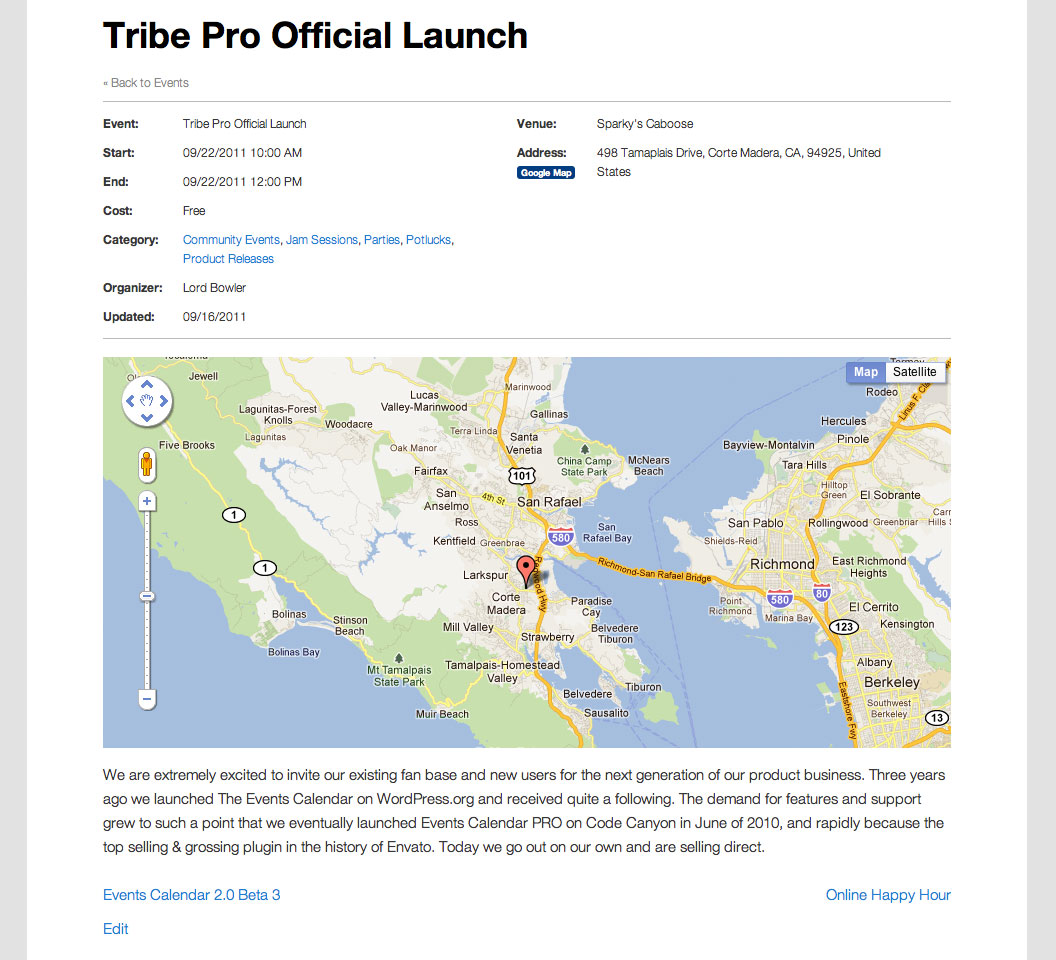 Tribe Pro Official Launch
« Back to Events
Event: Tribe Pro Official Launch
Start: 09/22/2011 10:00 AM
End: 09/22/2011 12:00 PM
Cost: Free
Category: Community Events, Jam Sessions, Parties, Potlucks,
Product Releases
Organizer: Lord Bowler
Updated: 09/16/2011
Venue: Sparky's Caboose
Address: 498 Tamaplais Drive, Corte Madera, CA, 94925, United
Google Map States
Map Satellite
Jewell
Lagunitas-Forest
Knolls
Lagunitas
Woodacre
Five Brooks
Lucas
Valley-Marinwood
Marinwood
Gallinas
Terra Linda
Santa
Venetia
Oak Manor
China Camp
State Park
McNears
Beach
Fairfax
101
San
Anselmo
4th St
San Rafael
Ross
Kentfield
Greenbrae
580
San
Rafael Bay
Larkspur
Redwood Hwy
Richmond-San Rafael Bridge
Corte
Madera
Paradise
Cay
Mill Valley
Strawberry
Belvedere
Tiburon
1
1
Bolinas
Stinson
Beach
Bolinas Bay
Mt Tamalpais
State Park
Tamalpais-Homestead
Valley
Muir Beach
Belvedere
Tiburon
Sausalito
Rodeo
Hercules
Pinole
Bayview-Montalvin
Tara Hills
Hilltop
Green
El Sobrante
San Pablo
Rollingwood
Greenbriar
Shields-Reid
Richmond
East Richmond
Heights
580
80
Point
Richmond
Marina Bay
El Cerrito
123
Kensington
Albany
Berkeley
Southwest
Berkeley
Eastshore Fwy
13
We are extremely excited to invite our existing fan base and new users for the next generation of our product business. Three years
ago we launched The Events Calendar on WordPress.org and received quite a following. The demand for features and support
grew to such a point that we eventually launched Events Calendar PRO on Code Canyon in June of 2010, and rapidly because the
top selling & grossing plugin in the history of Envato. Today we go out on our own and are selling direct.
Events Calendar 2.0 Beta 3
Online Happy Hour
Edit